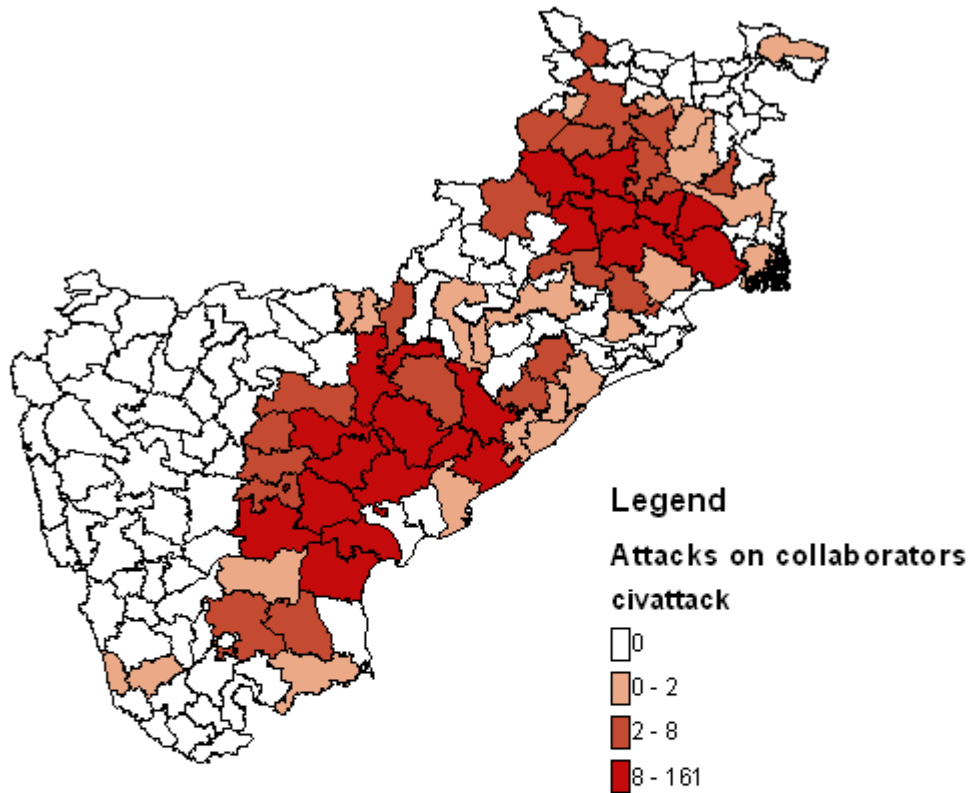 Legend
Attacks on collaborators
civattack
0
0 - 2
2 - 8
8 - 161